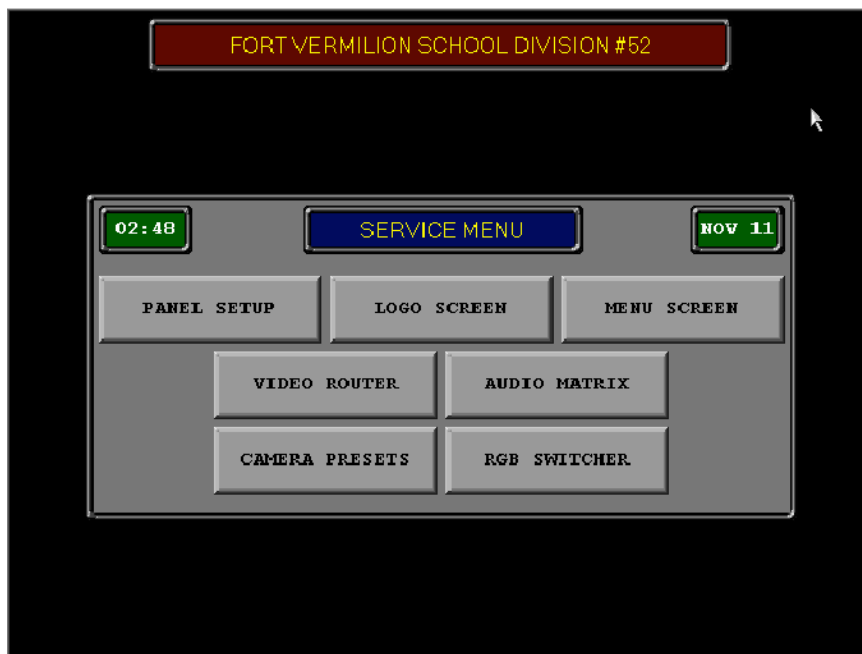 FORT VERMILION SCHOOL DIVISION #52
02:48 SERVICE MENU NOV 11
PANEL SETUP LOGO SCREEN MENU SCREEN
VIDEO ROUTER AUDIO MATRIX
CAMERA PRESETS RGB SWITCHER